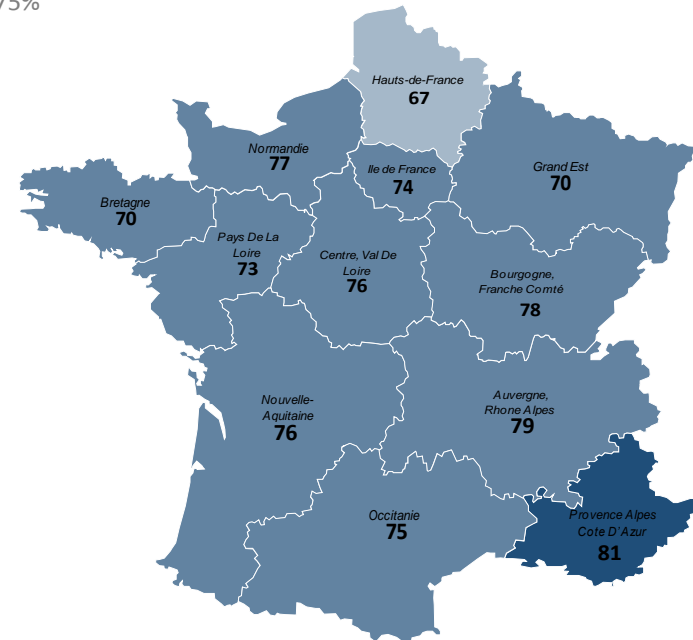 75%
Hauts-de-France
67
Normandie
77
Ile de France
74
Grand Est
70
Bretagne
70
Pays De La
Loire
73
Centre, Val De
Loire
76
Bourgogne,
Franche Comté
78
Nouvelle-
Aquitaine
76
Auvergne,
Rhone Alpes
79
Occitanie
75
Provence Alpes
Cote D'Azur
81